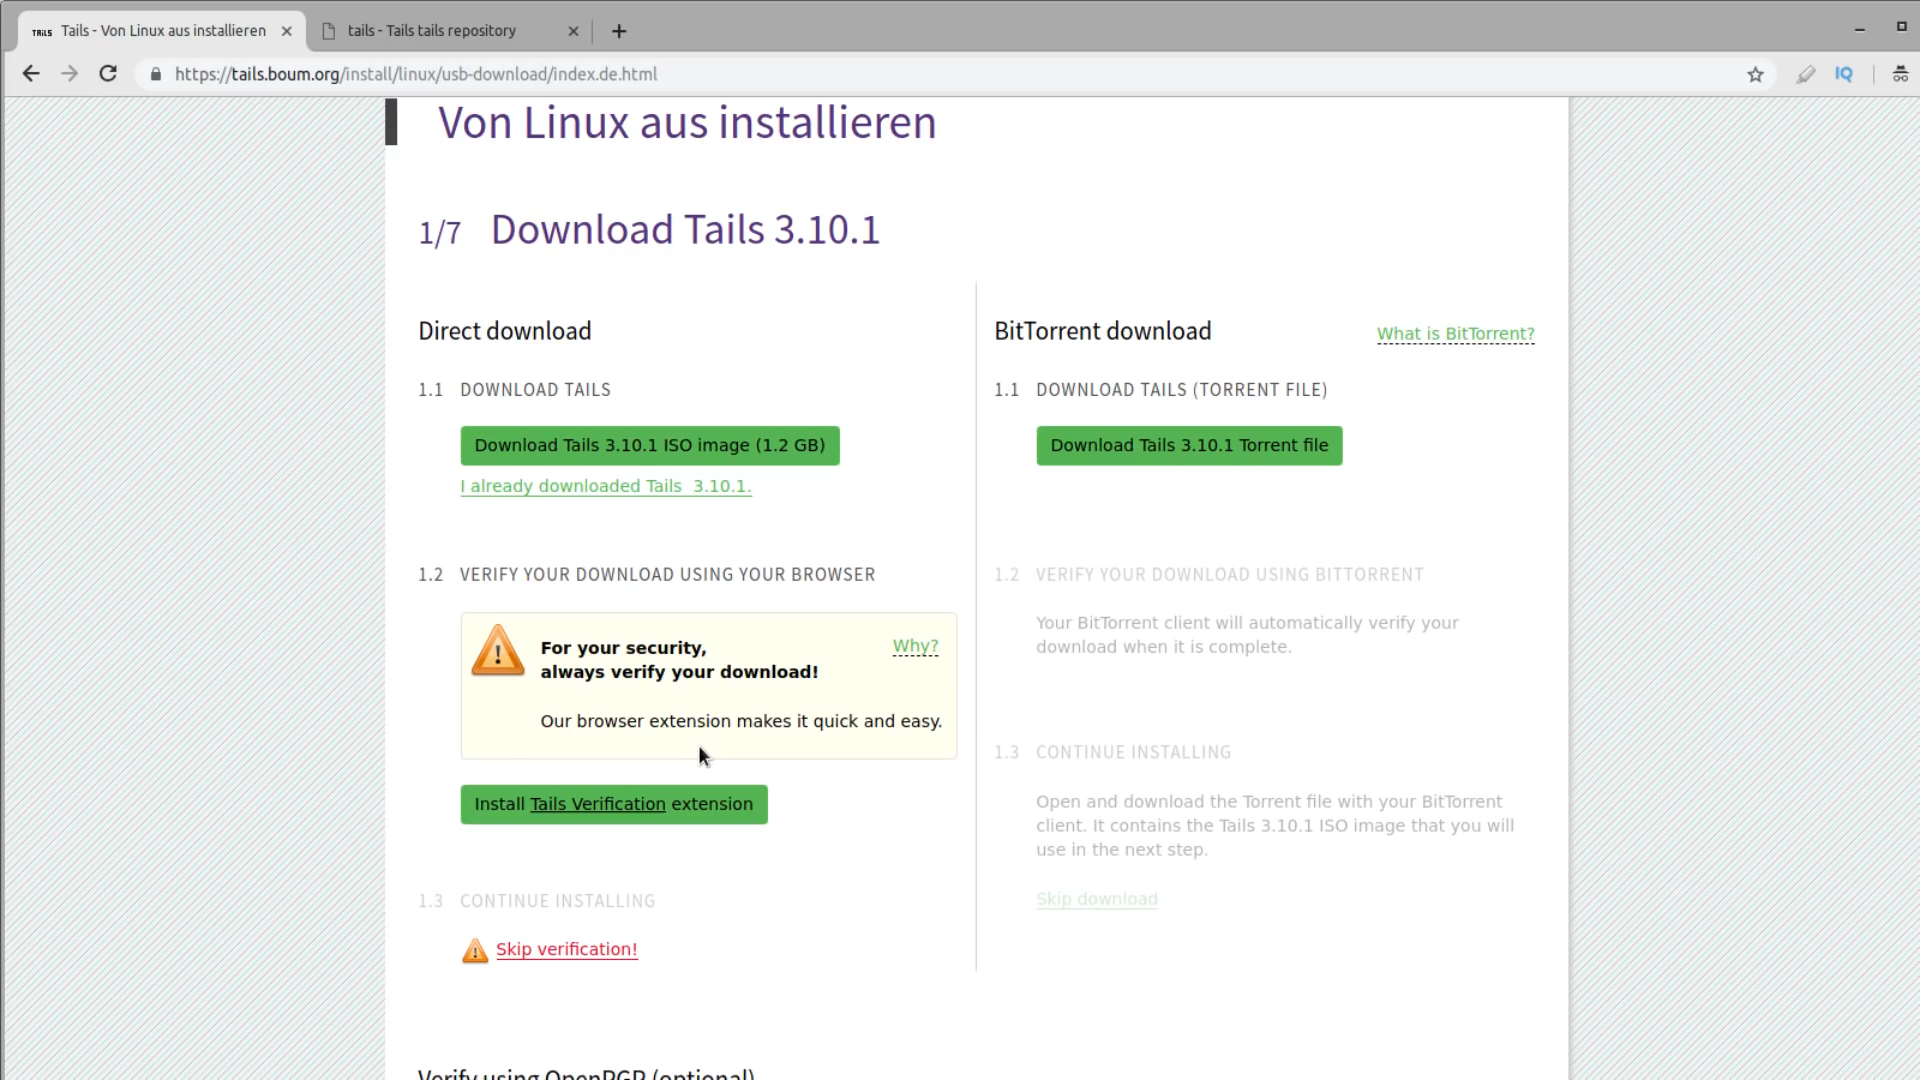 TAILS Tails - Von Linux aus installieren
tails - Tails tails repository
https://tails.boum.org/install/linux/usb-download/index.de.html
IQ
Von Linux aus installieren
1/7 Download Tails 3.10.1
Direct download
1.1 DOWNLOAD TAILS
Download Tails 3.10.1 ISO image (1.2 GB)
I already downloaded Tails 3.10.1.
1.2 VERIFY YOUR DOWNLOAD USING YOUR BROWSER
For your security,
always verify your download!
Why?
Our browser extension makes it quick and easy.
Install Tails Verification extension
1.3 CONTINUE INSTALLING
Skip verification!
BitTorrent download
What is BitTorrent?
1.1 DOWNLOAD TAILS (TORRENT FILE)
Download Tails 3.10.1 Torrent file
1.2 VERIFY YOUR DOWNLOAD USING BITTORRENT
Your BitTorrent client will automatically verify your
download when it is complete.
1.3 CONTINUE INSTALLING
Open and download the Torrent file with your BitTorrent
client. It contains the Tails 3.10.1 ISO image that you will
use in the next step.
Skip download
Verify using OpenPGP (optional)